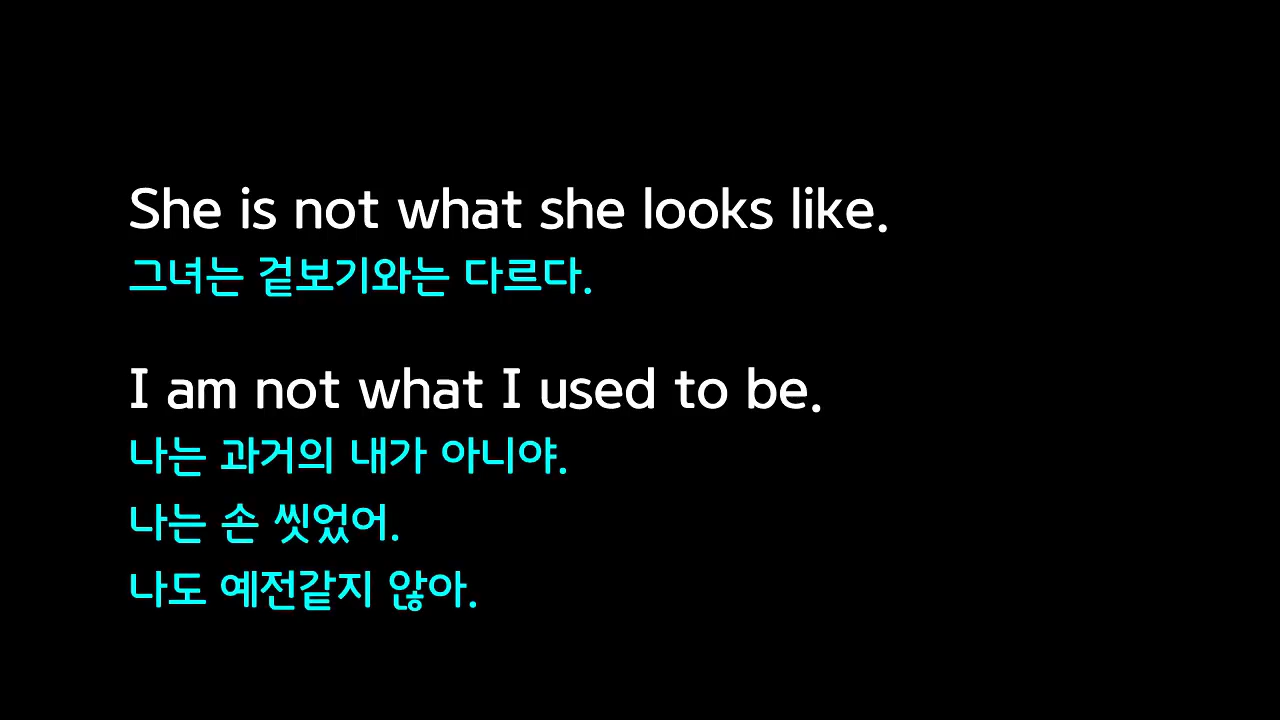 She is not what she looks like.
그녀는 겉보기와는 다르다.
I am not what I used to be.
나는 과거의 내가 아니야.
나는 손 씻었어.
나도 예전같지 않아.